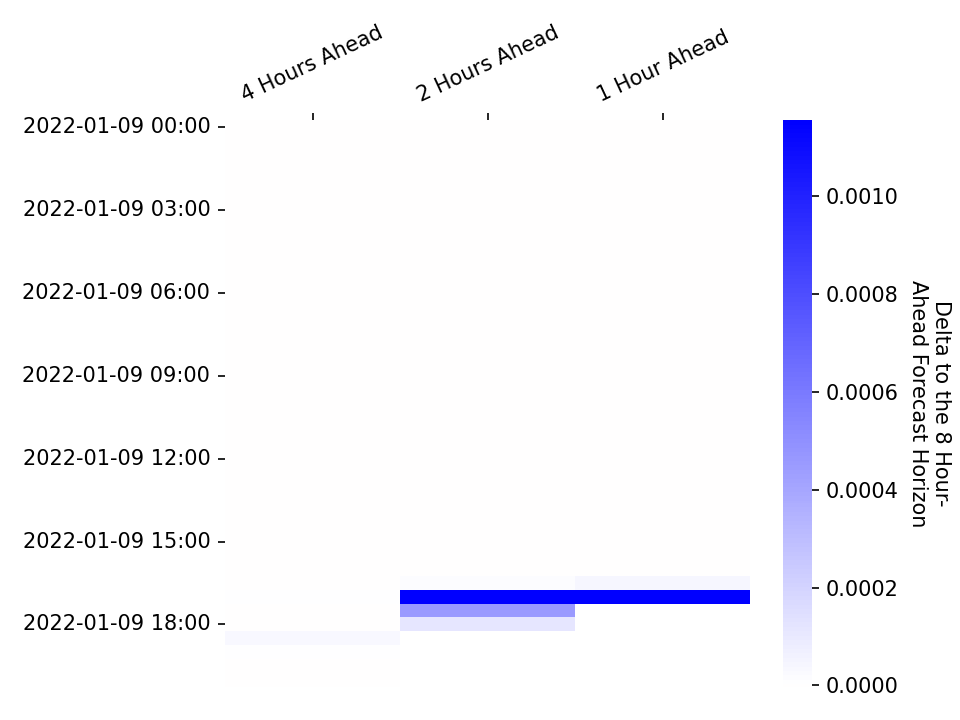 4 Hours Ahead
2 Hours Ahead
1 Hour Ahead
2022-01-09 00:00
2022-01-09 03:00
2022-01-09 06:00
2022-01-09 09:00
2022-01-09 12:00
2022-01-09 15:00
2022-01-09 18:00
0.0010
0.0008
0.0006
0.0004
0.0002
0.0000
Delta to the 8 Hour-
Ahead Forecast Horizon